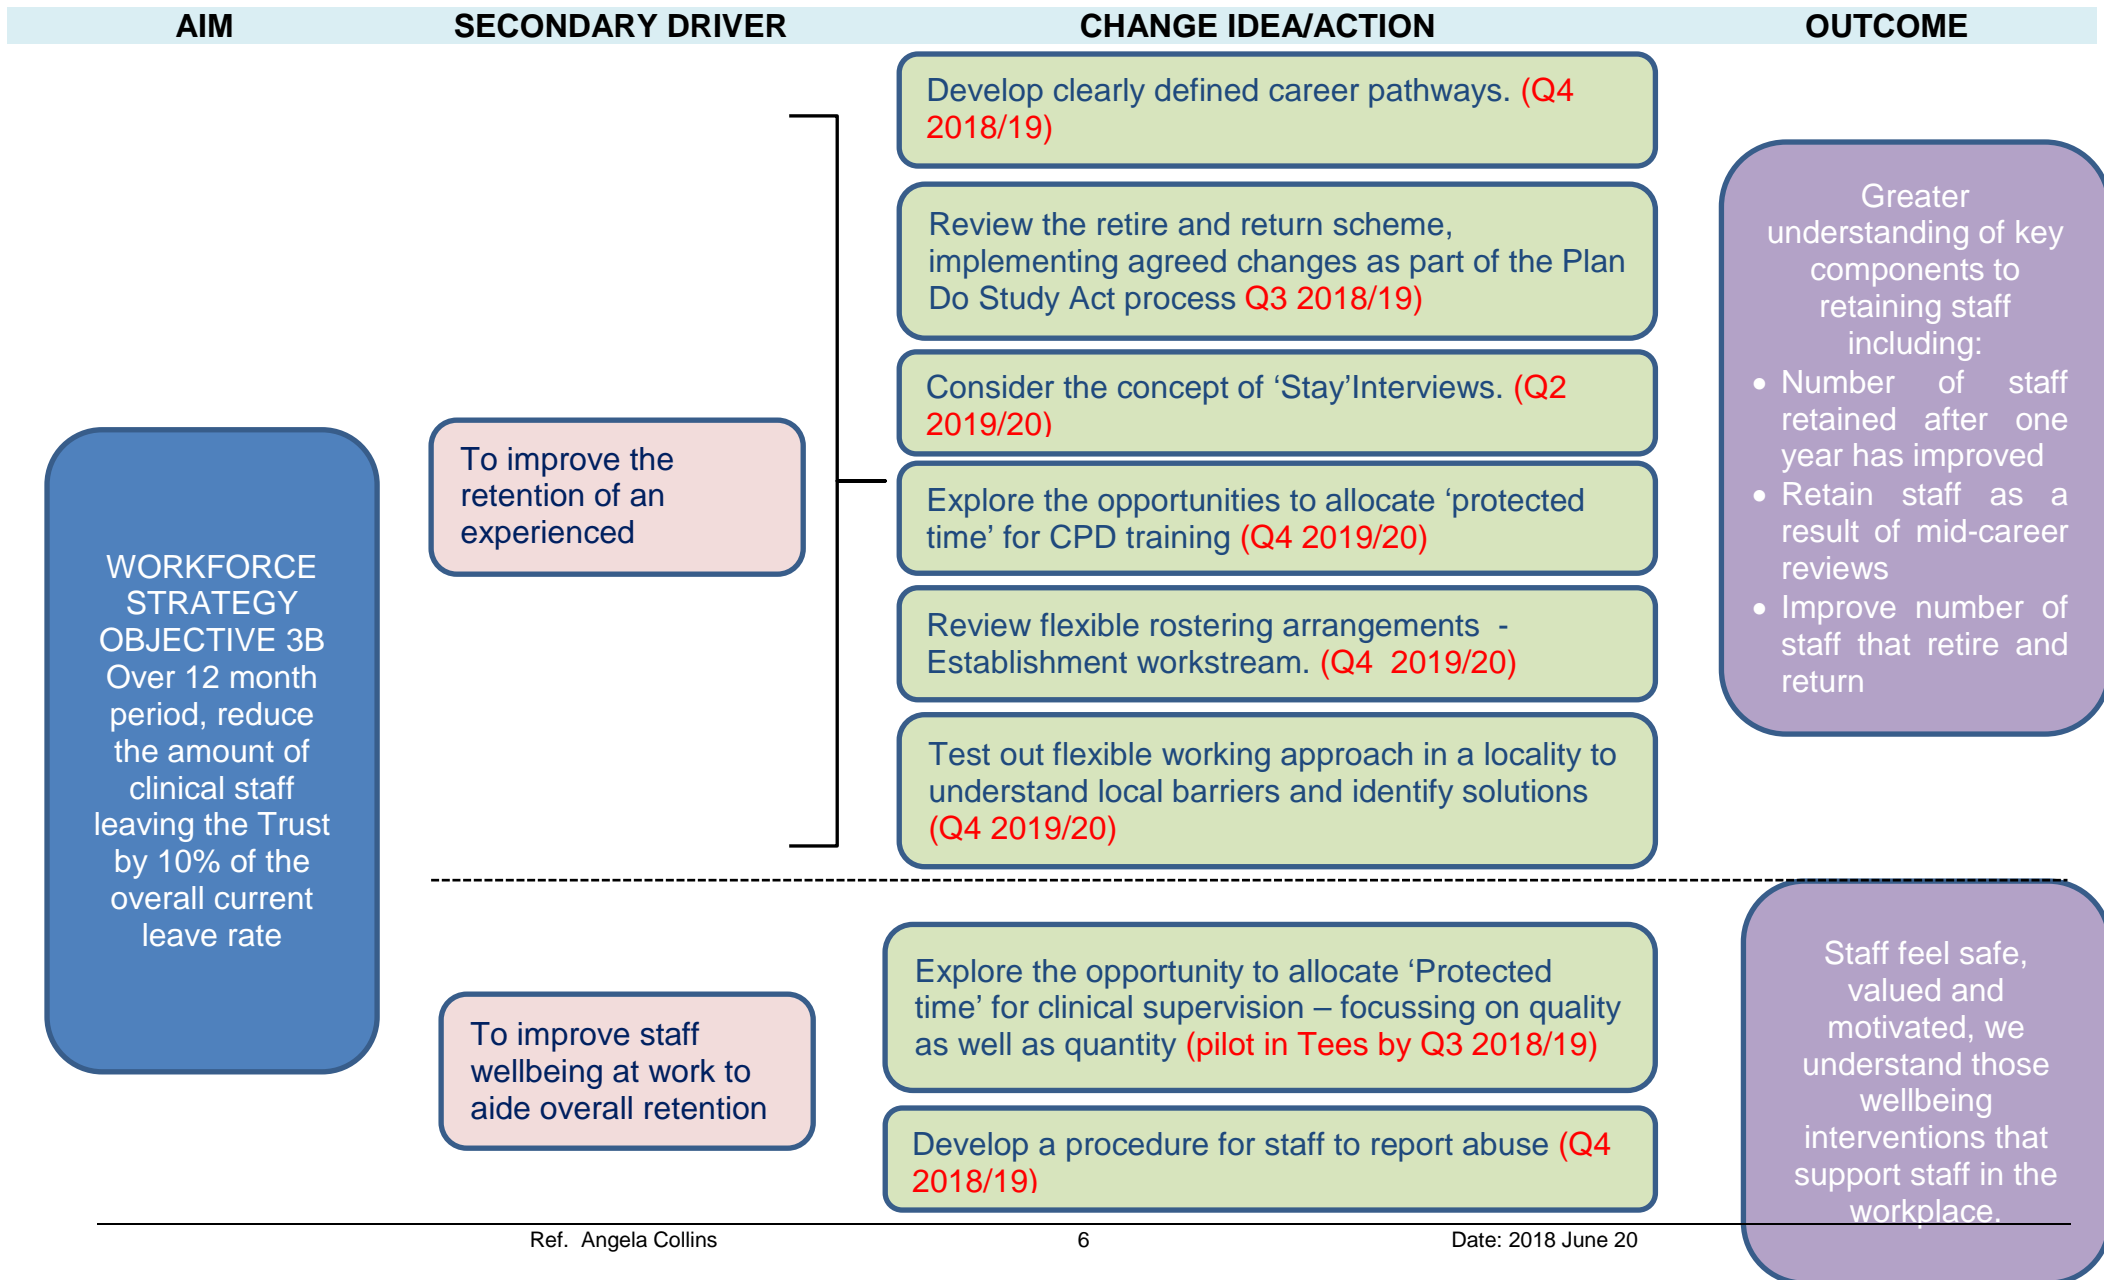 AIM SECONDARY DRIVER CHANGE IDEA/ACTION OUTCOME
WORKFORCE
STRATEGY
OBJECTIVE 3B
Over 12 month
period, reduce
the amount of
clinical staff
leaving the Trust
by 10% of the
overall current
leave rate
To improve the
retention of an
experienced
Develop clearly defined career pathways. (Q4
2018/19)
Review the retire and return scheme,
implementing agreed changes as part of the Plan
Do Study Act process Q3 2018/19)
Consider the concept of ‘Stay’Interviews. (Q2
2019/20)
Explore the opportunities to allocate ‘protected
time’ for CPD training (Q4 2019/20)
Review flexible rostering arrangements  -
Establishment workstream. (Q4  2019/20)
Test out flexible working approach in a locality to
understand local barriers and identify solutions
(Q4 2019/20)
Greater
understanding of key
components to
retaining staff
including:
• Number of staff
retained after one
year has improved
• Retain staff as a
result of mid-career
reviews
• Improve number of
staff that retire and
return
To improve staff
wellbeing at work to
aide overall retention
Explore the opportunity to allocate ‘Protected
time’ for clinical supervision – focussing on quality
as well as quantity (pilot in Tees by Q3 2018/19)
Develop a procedure for staff to report abuse (Q4
2018/19)
Staff feel safe,
valued and
motivated, we
understand those
wellbeing
interventions that
support staff in the
workplace.
Ref.  Angela Collins 6 Date: 2018 June 20